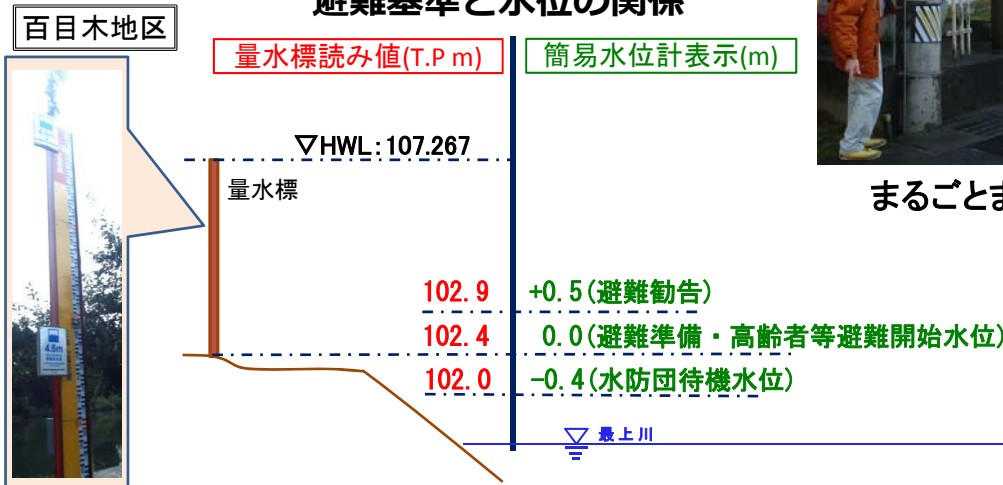 避難基準と水位の関係
百目木地区
量水標読み値(T.P m)
簡易水位計表示(m)
▽HWL:107.267
量水標
まるごとま
102.9 +0.5(避難勧告)
102.4 0.0(避難準備・高齢者等避難開始水位)
102.0 -0.4(水防団待機水位)
最上川
4.6m